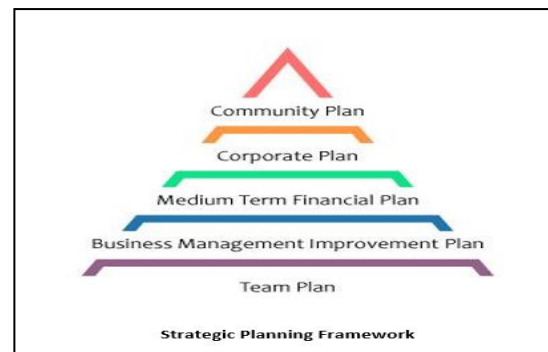 Community Plan
Corporate Plan
Medium Term Financial Plan
Business Management Improvement Plan
Team Plan
Strategic Planning Framework